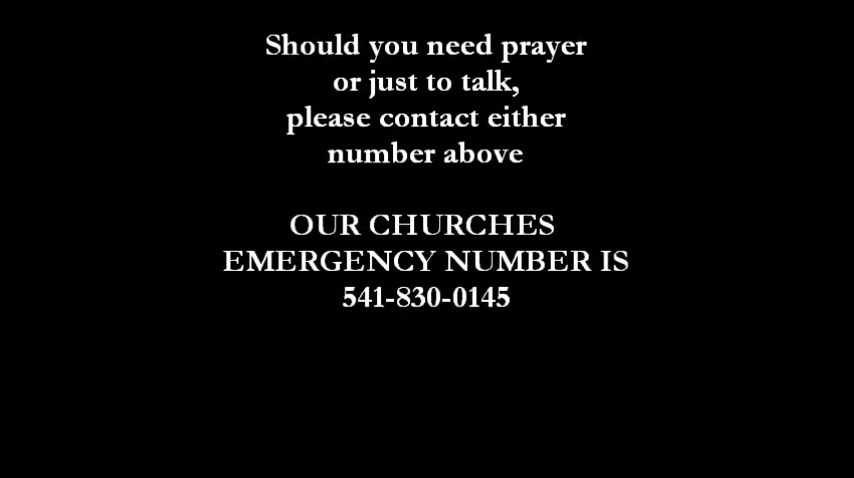 Should you need prayer
or just to talk,
please contact either
number above
OUR CHURCHES
EMERGENCY NUMBER IS
541-830-0145